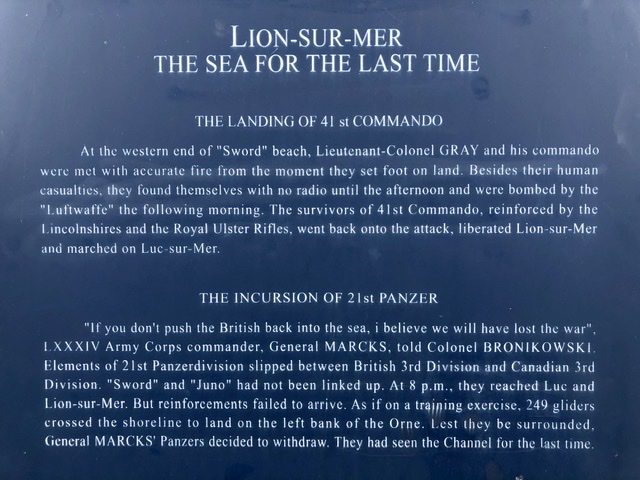 LION-SUR-MER
THE SEA FOR THE LAST TIME
THE LANDING OF 41 st COMMANDO
At the western end of "Sword" beach, Lieutenant-Colonel GRAY and his commando
were met with accurate fire from the moment they set foot on land. Besides their human
casualties, they found themselves with no radio until the afternoon and were bombed by the
"Luftwaffe" the following morning. The survivors of 41st Commando, reinforced by the
Lincolnshires and the Royal Ulster Rifles, went back onto the attack, liberated Lion-sur-Mer
and marched on Luc-sur-Mer.
THE INCURSION OF 21st PANZER
"If you don't push the British back into the sea, i believe we will have lost the war",
LXXXIV Army Corps commander, General MARCKS, told Colonel BRONIKOWSKI.
Elements of 21st Panzerdivision slipped between British 3rd Division and Canadian 3rd
Division. "Sword" and "Juno" had not been linked up. At 8 p.m., they reached Luc and
Lion-sur-Mer. But reinforcements failed to arrive. As if on a training exercise, 249 gliders
crossed the shoreline to land on the left bank of the Orne. Lest they be surrounded,
General MARCKS' Panzers decided to withdraw. They had seen the Channel for the last time.